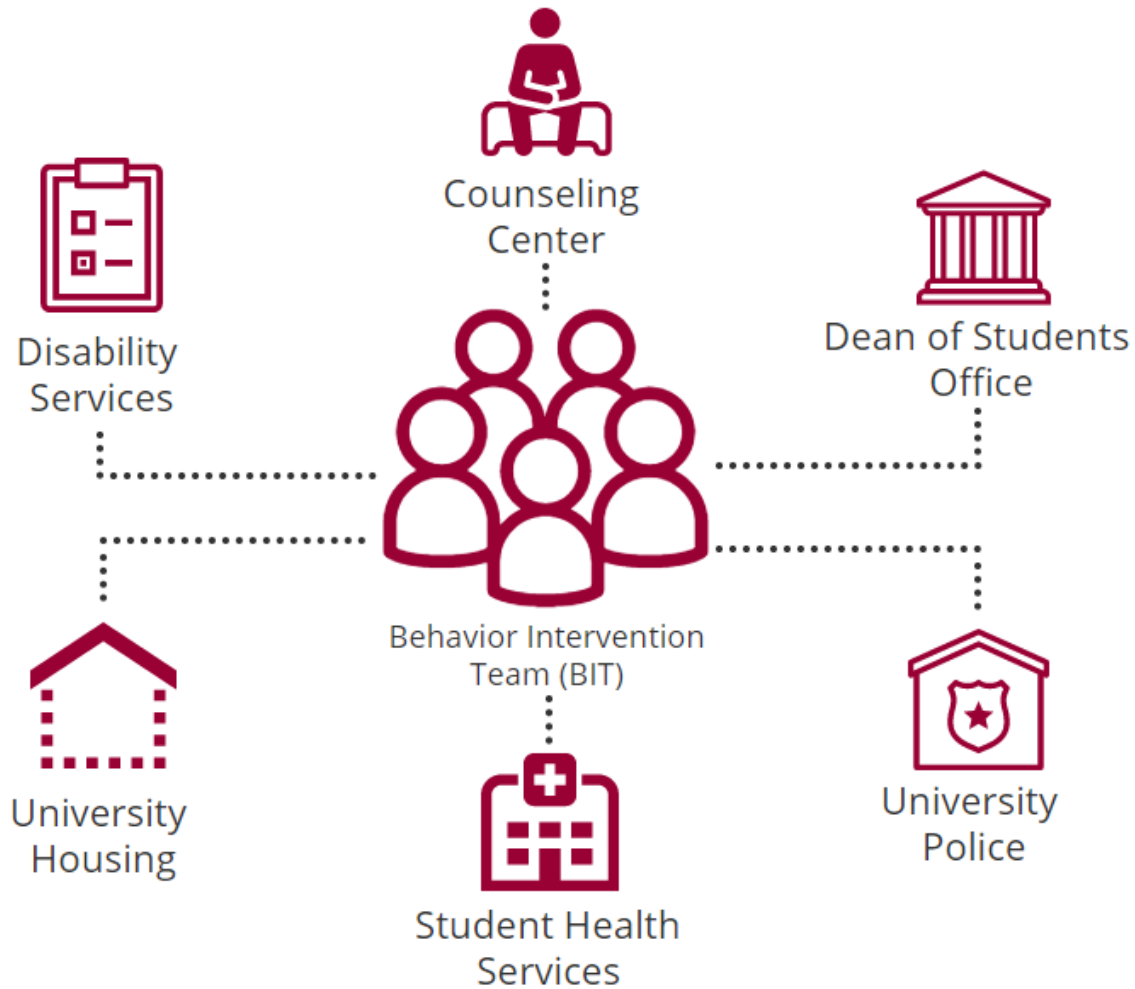 Counseling
Center
Disability
Services
Dean of Students
Office
Behavior Intervention
Team (BIT)
University
Housing
University
Police
Student Health
Services